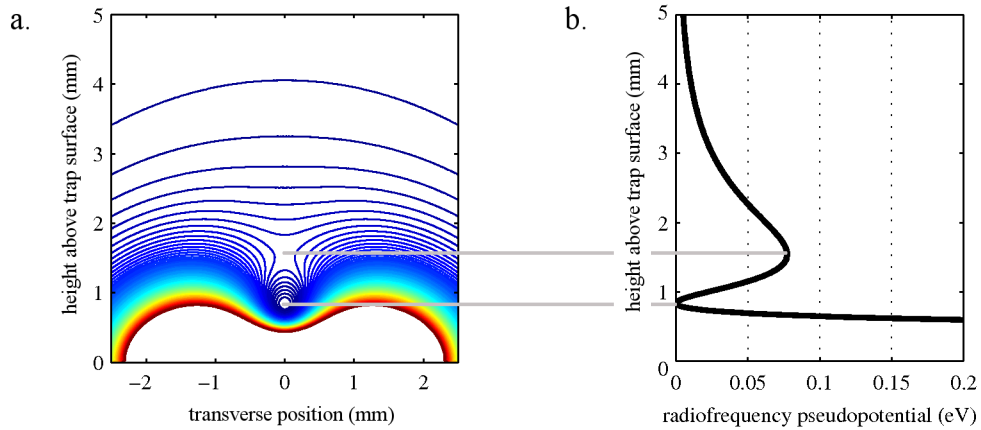 a.
height above trap surface (mm)
5
4
3
2
1
0
−2 −1 0 1 2
transverse position (mm)
b.
height above trap surface (mm)
5
4
3
2
1
0
0 0.05 0.1 0.15 0.2
radiofrequency pseudopotential (eV)